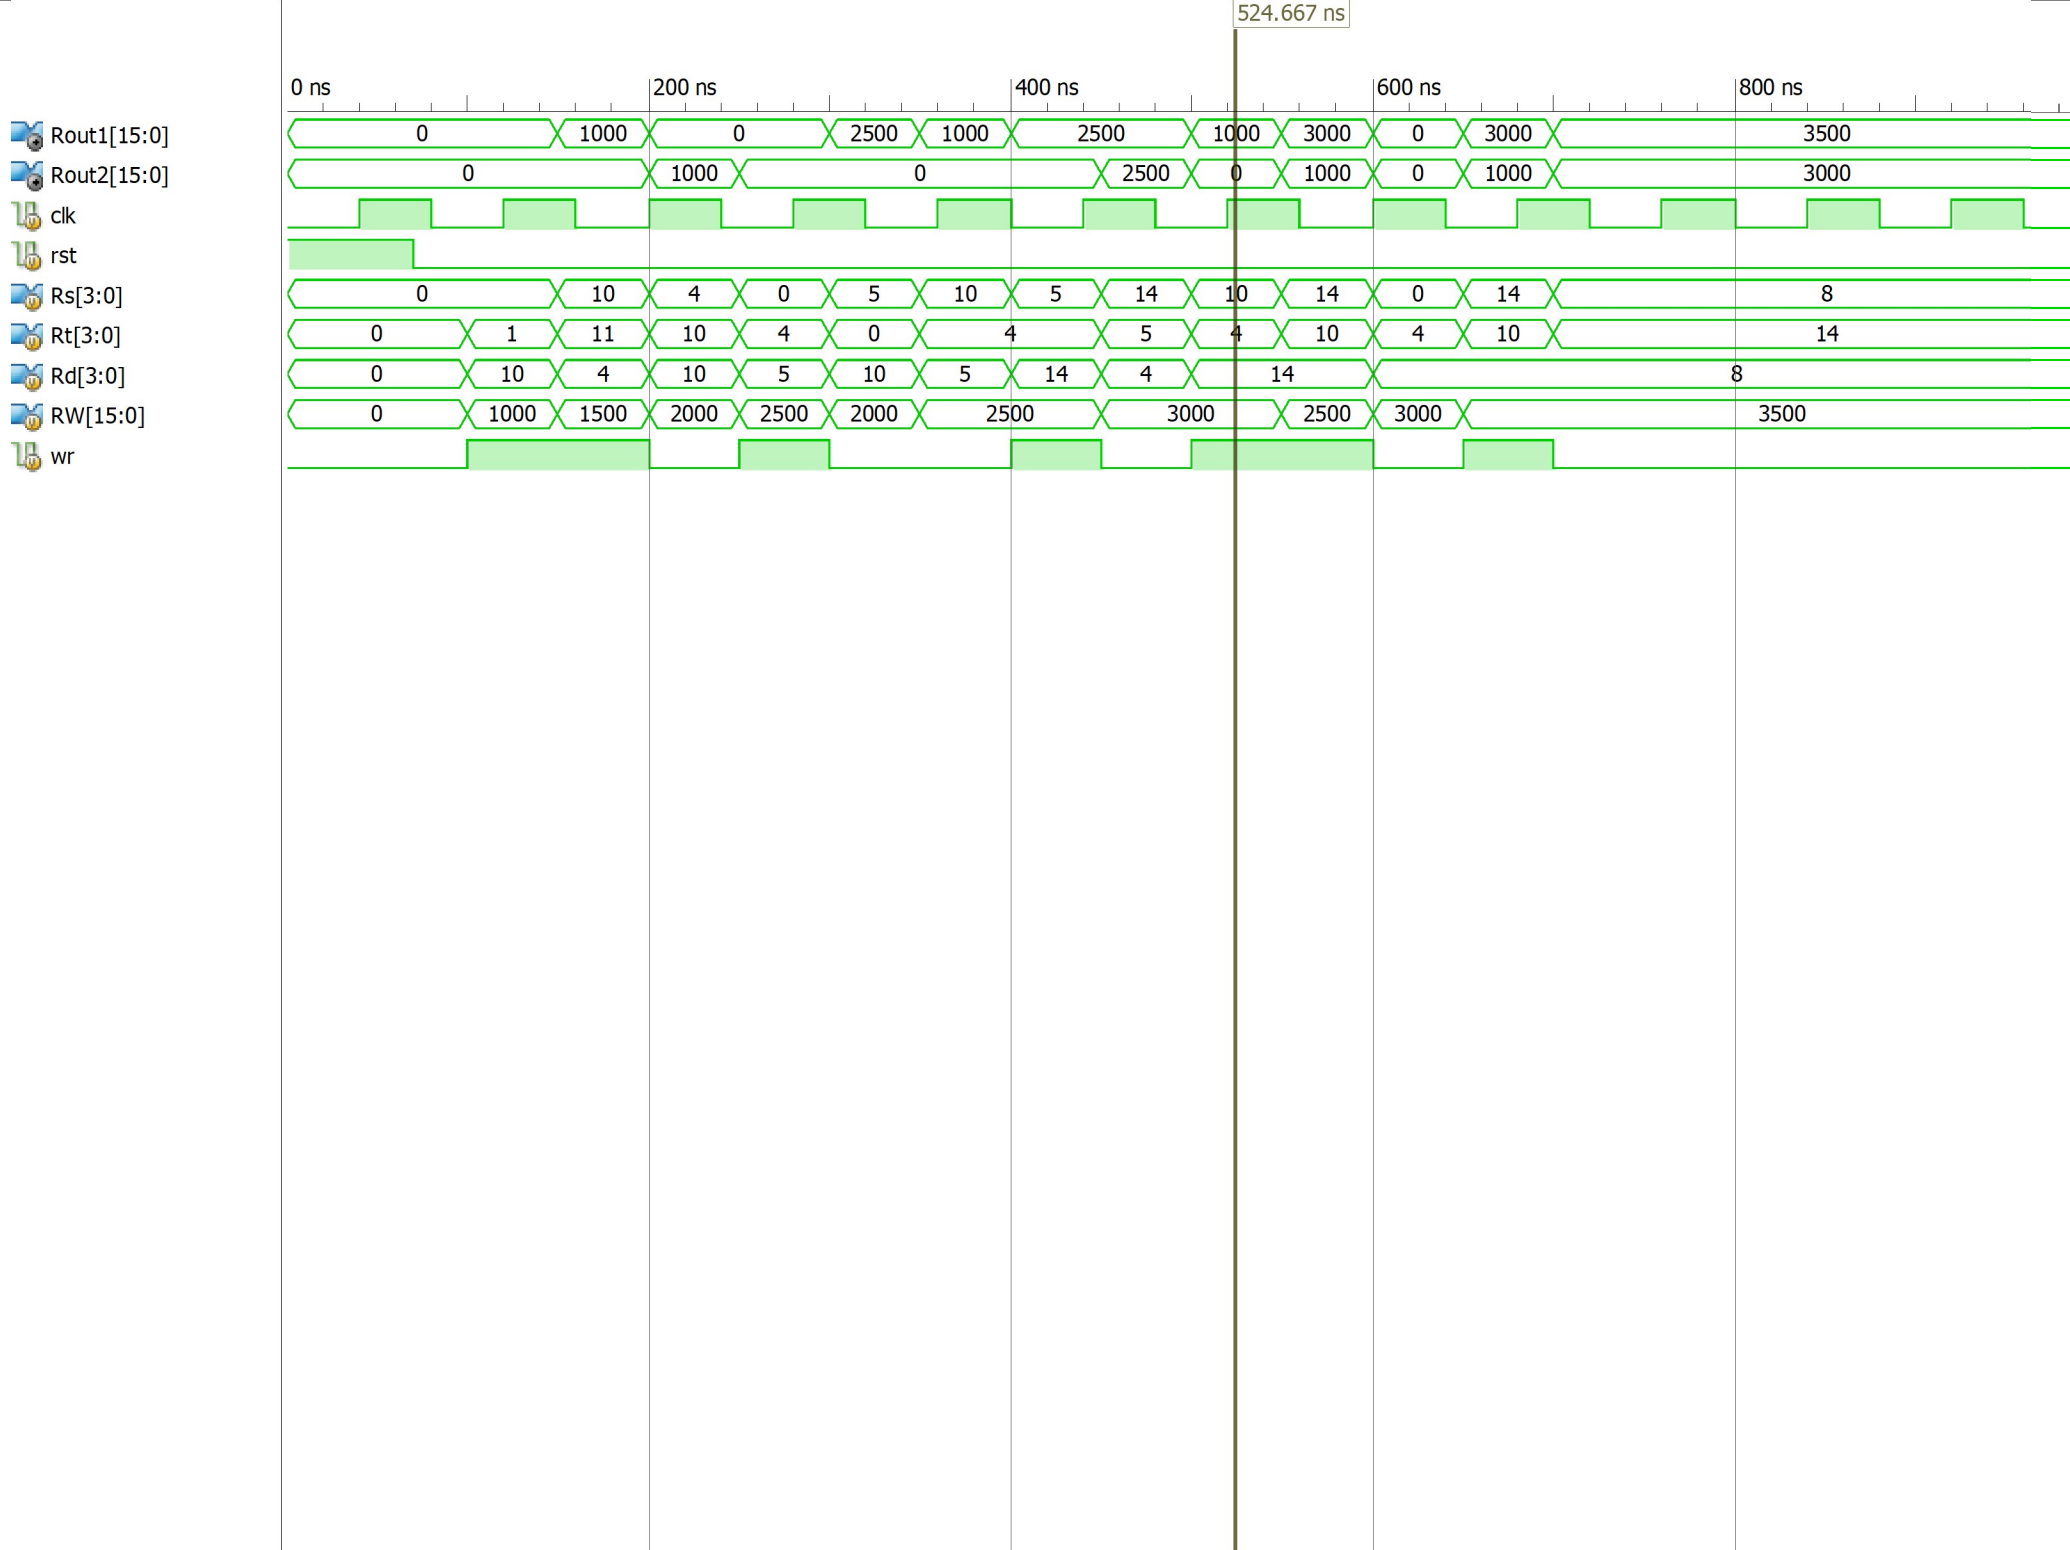 524.667 ns
0 ns 200 ns 400 ns 600 ns 800 ns
Rout1[15:0] 0 1000 0 2500 1000 2500 1000 3000 0 3000 3500
Rout2[15:0] 0 1000 0 2500 0 1000 0 1000 3000
clk
rst
Rs[3:0] 0 10 4 0 5 10 5 14 10 14 0 14 8
Rt[3:0] 0 1 11 10 4 0 4 5 4 10 4 10 14
Rd[3:0] 0 10 4 10 5 10 5 14 4 14 8
RW[15:0] 0 1000 1500 2000 2500 2000 2500 3000 2500 3000 3500
wr